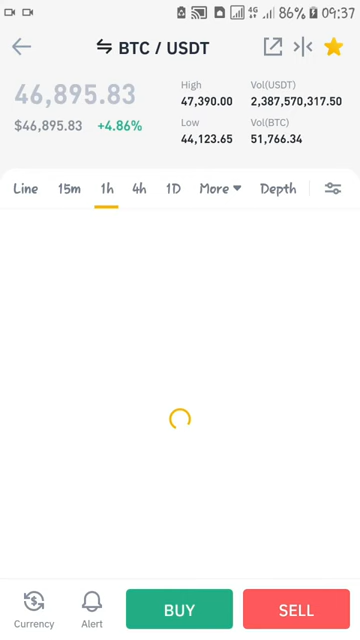 4G 86% 09:37
BTC / USDT
46,895.83
$46,895.83 +4.86%
High
47,390.00
Low
44,123.65
Vol(USDT)
2,387,570,317.50
Vol(BTC)
51,766.34
Line 15m 1h 4h 1D More Depth
Currency
Alert
BUY
SELL